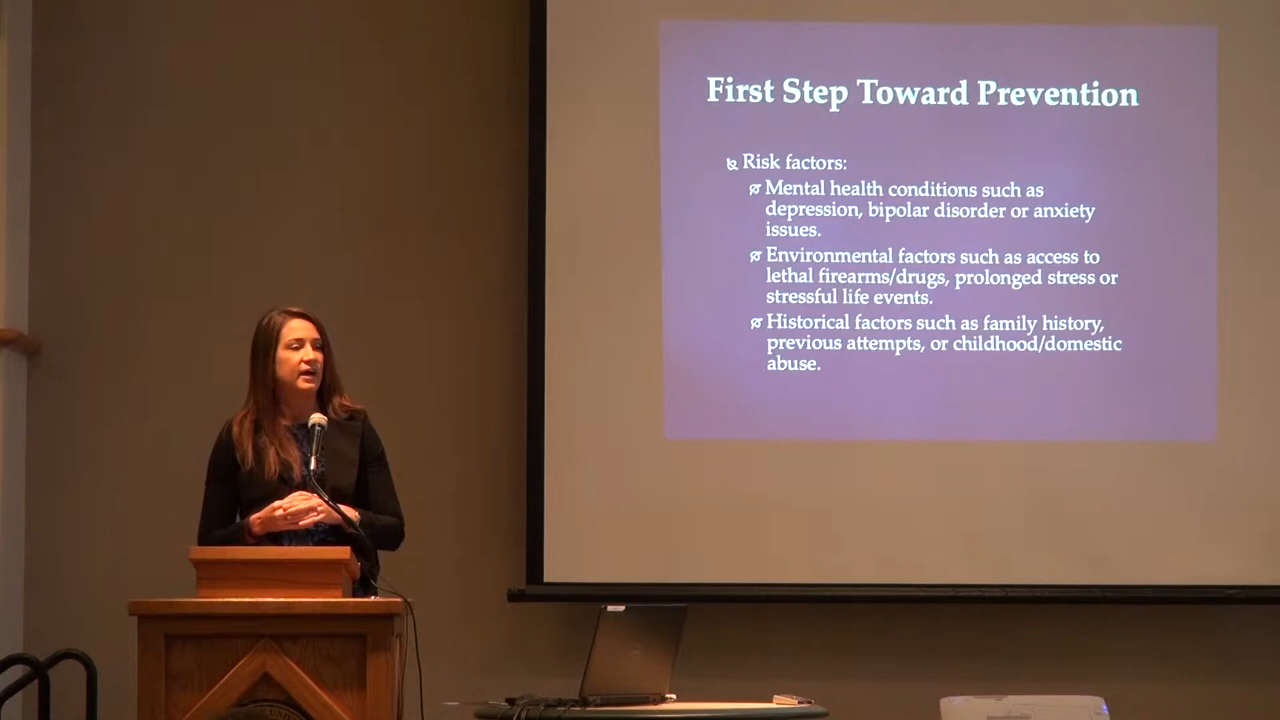 First Step Toward Prevention
Risk factors:
Mental health conditions such as
depression, bipolar disorder or anxiety
issues.
Environmental factors such as access to
lethal firearms/drugs, prolonged stress or
stressful life events.
Historical factors such as family history,
previous attempts, or childhood/domestic
abuse.